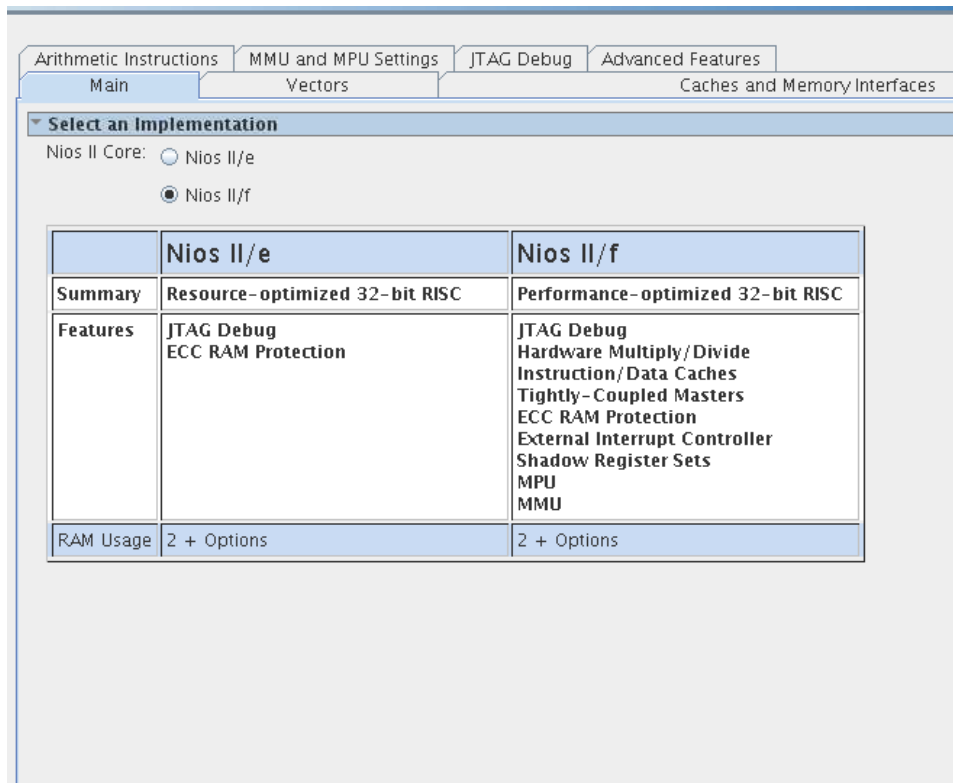 Arithmetic Instructions MMU and MPU Settings JTAG Debug Advanced Features
Main Vectors Caches and Memory Interfaces
Select an Implementation
Nios II Core: Nios II/e
Nios II/f
Nios II/e Nios II/f
Summary Resource-optimized 32-bit RISC Performance-optimized 32-bit RISC
Features JTAG Debug JTAG Debug
ECC RAM Protection Hardware Multiply/Divide
Instruction/Data Caches
Tightly-Coupled Masters
ECC RAM Protection
External Interrupt Controller
Shadow Register Sets
MPU
MMU
RAM Usage 2 + Options 2 + Options